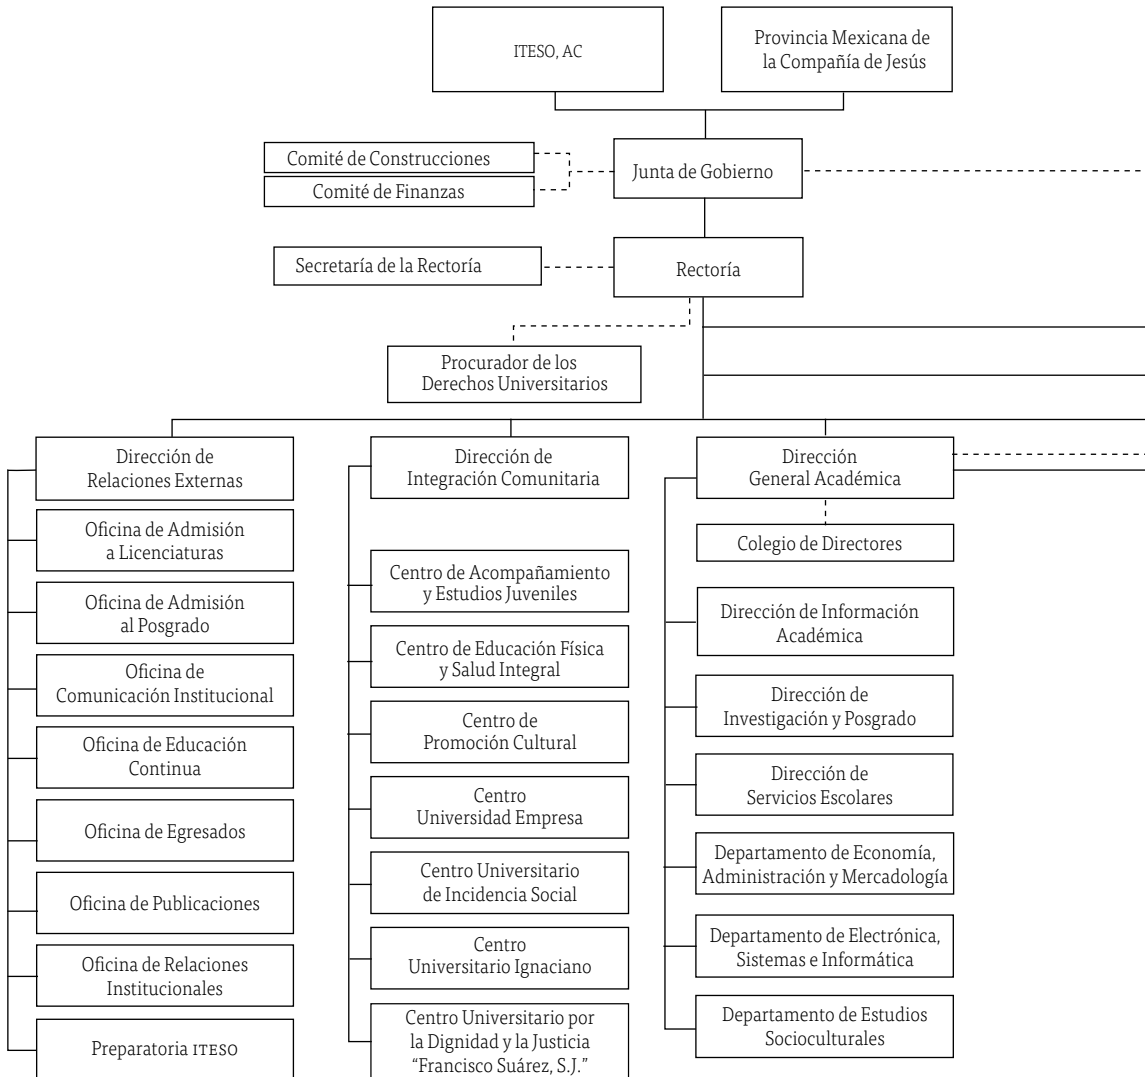 ITESO, AC
Provincia Mexicana de
la Compañía de Jesús
Comité de Construcciones
Comité de Finanzas
Junta de Gobierno
Secretaría de la Rectoría
Rectoría
Procurador de los
Derechos Universitarios
Dirección de
Relaciones Externas
Oficina de Admisión
a Licenciaturas
Oficina de Admisión
al Posgrado
Oficina de
Comunicación Institucional
Oficina de Educación
Continua
Oficina de Egresados
Oficina de Publicaciones
Oficina de Relaciones
Institucionales
Preparatoria ITESO
Dirección de
Integración Comunitaria
Centro de Acompañamiento
y Estudios Juveniles
Centro de Educación Física
y Salud Integral
Centro de
Promoción Cultural
Centro
Universidad Empresa
Centro Universitario
de Incidencia Social
Centro
Universitario Ignaciano
Centro Universitario por
la Dignidad y la Justicia
“Francisco Suárez, S.J.”
Dirección
General Académica
Colegio de Directores
Dirección de Información
Académica
Dirección de
Investigación y Posgrado
Dirección de
Servicios Escolares
Departamento de Economía,
Administración y Mercadología
Departamento de Electrónica,
Sistemas e Informática
Departamento de Estudios
Socioculturales